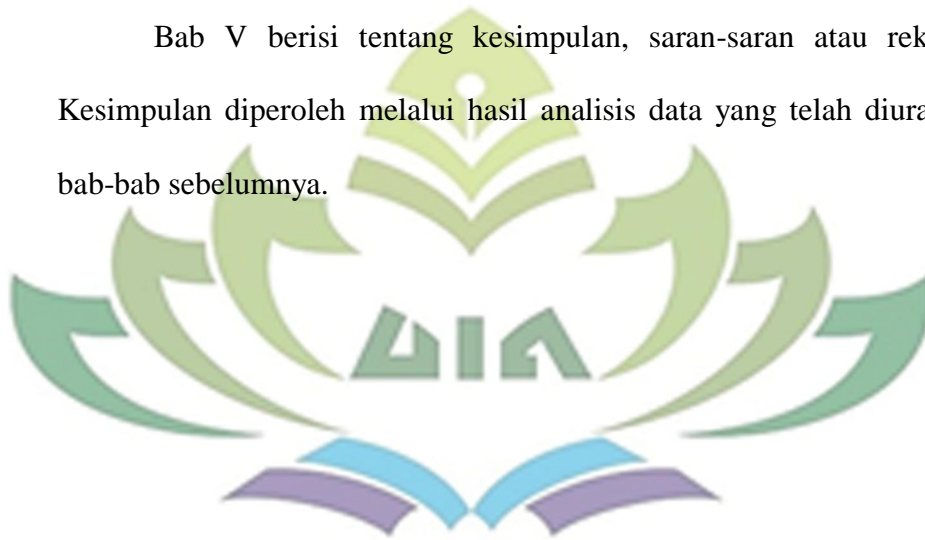 Bab V berisi tentang kesimpulan, saran-saran atau rek
Kesimpulan diperoleh melalui hasil analisis data yang telah diura
bab-bab sebelumnya.
UIN